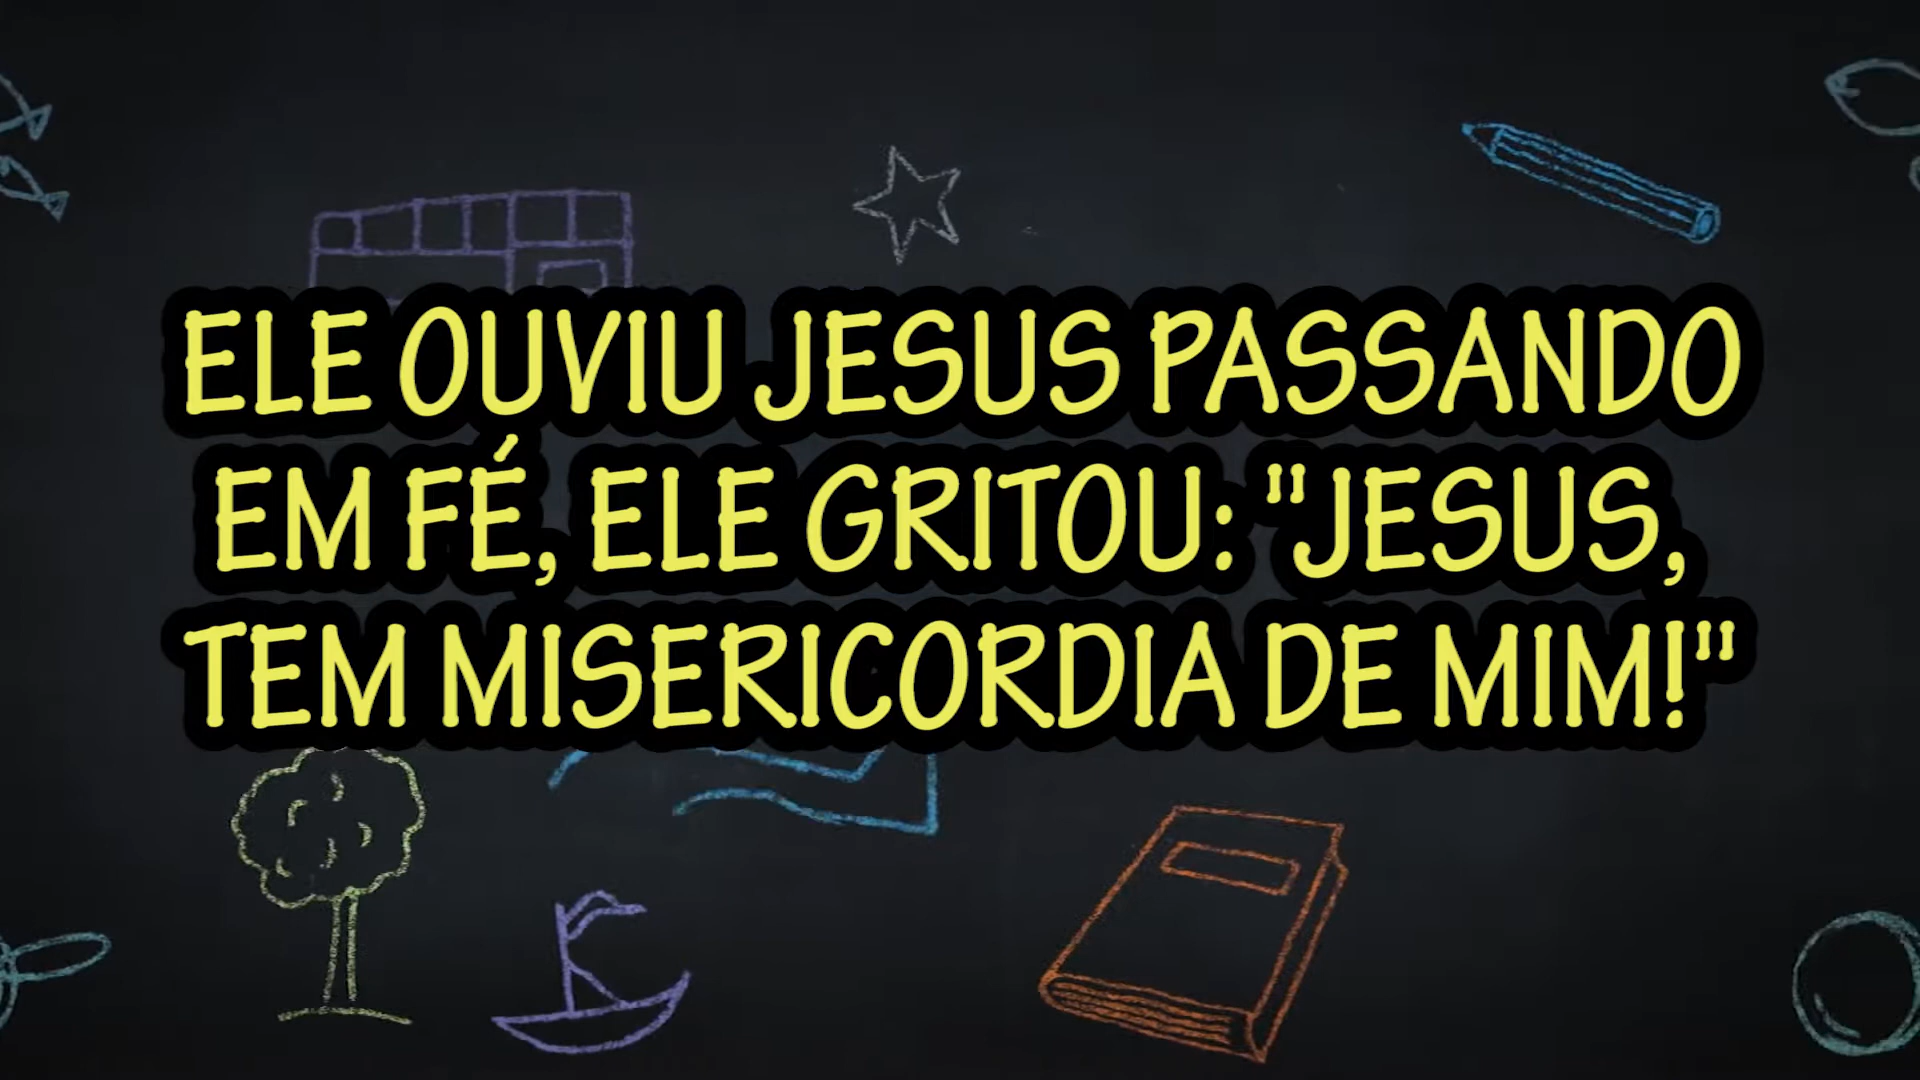 ELE OUVIU JESUS PASSANDO
EM FÉ, ELE GRITOU: "JESUS,
TEM MISERICORDIA DE MIM!"